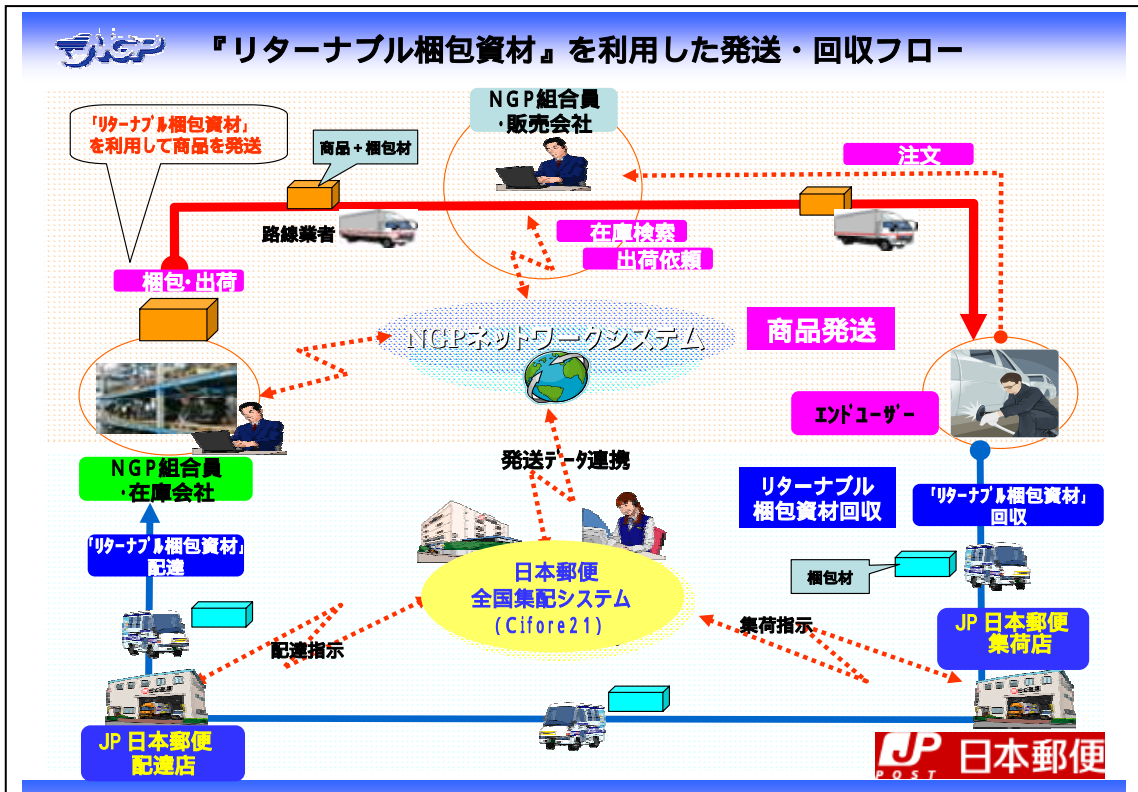 NGP
『リターナブル梱包資材』を利用した発送・回収フロー
NGP組合員
・販売会社
「ﾘﾀｰﾅﾌﾞﾙ梱包資材」
を利用して商品を発送
商品＋梱包材
注文
路線業者
在庫検索
出荷依頼
梱包・出荷
NGPネットワークシステム
商品発送
ｴﾝﾄﾞﾕｰｻﾞｰ
NGP組合員
・在庫会社
発送ﾃﾞｰﾀ連携
リターナブル
梱包資材回収
「ﾘﾀｰﾅﾌﾞﾙ梱包資材」
回収
「ﾘﾀｰﾅﾌﾞﾙ梱包資材」
配達
梱包材
日本郵便
全国集配システム
(Cifore21)
配達指示
集荷指示
JP 日本郵便
集荷店
JP 日本郵便
配達店
JP 日本郵便
POST